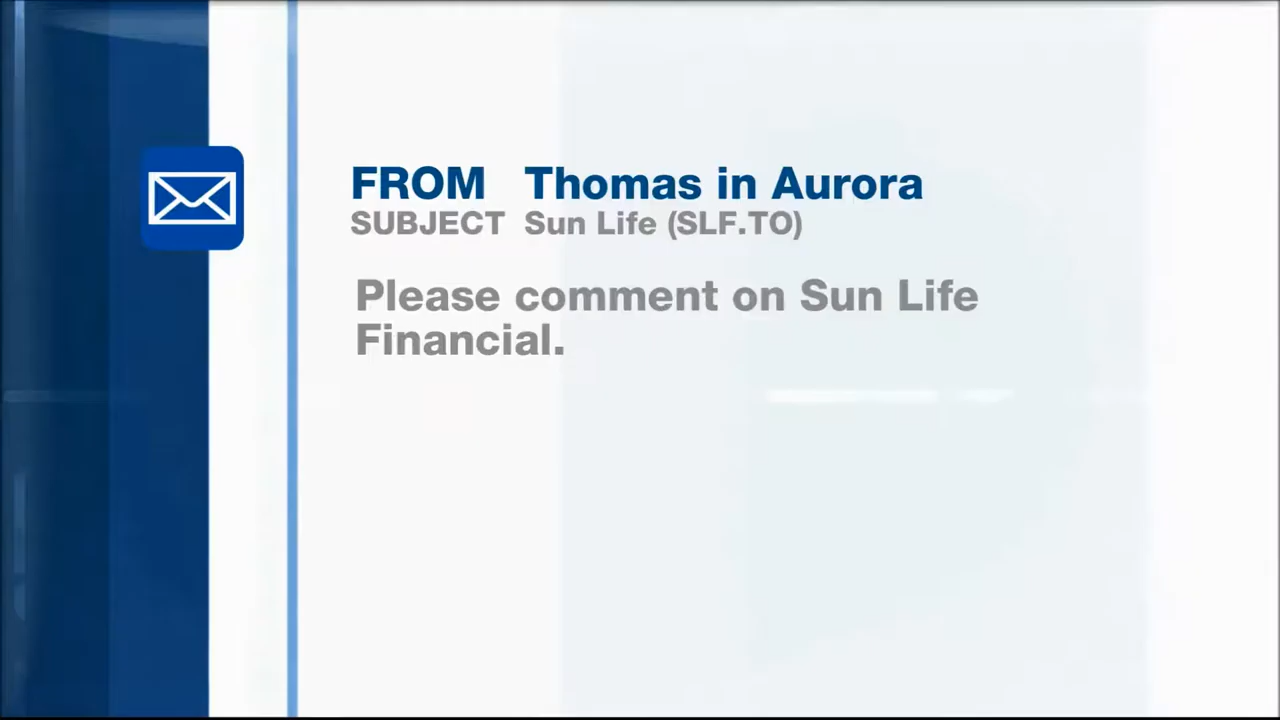 FROM Thomas in Aurora
SUBJECT Sun Life (SLF.TO)
Please comment on Sun Life
Financial.